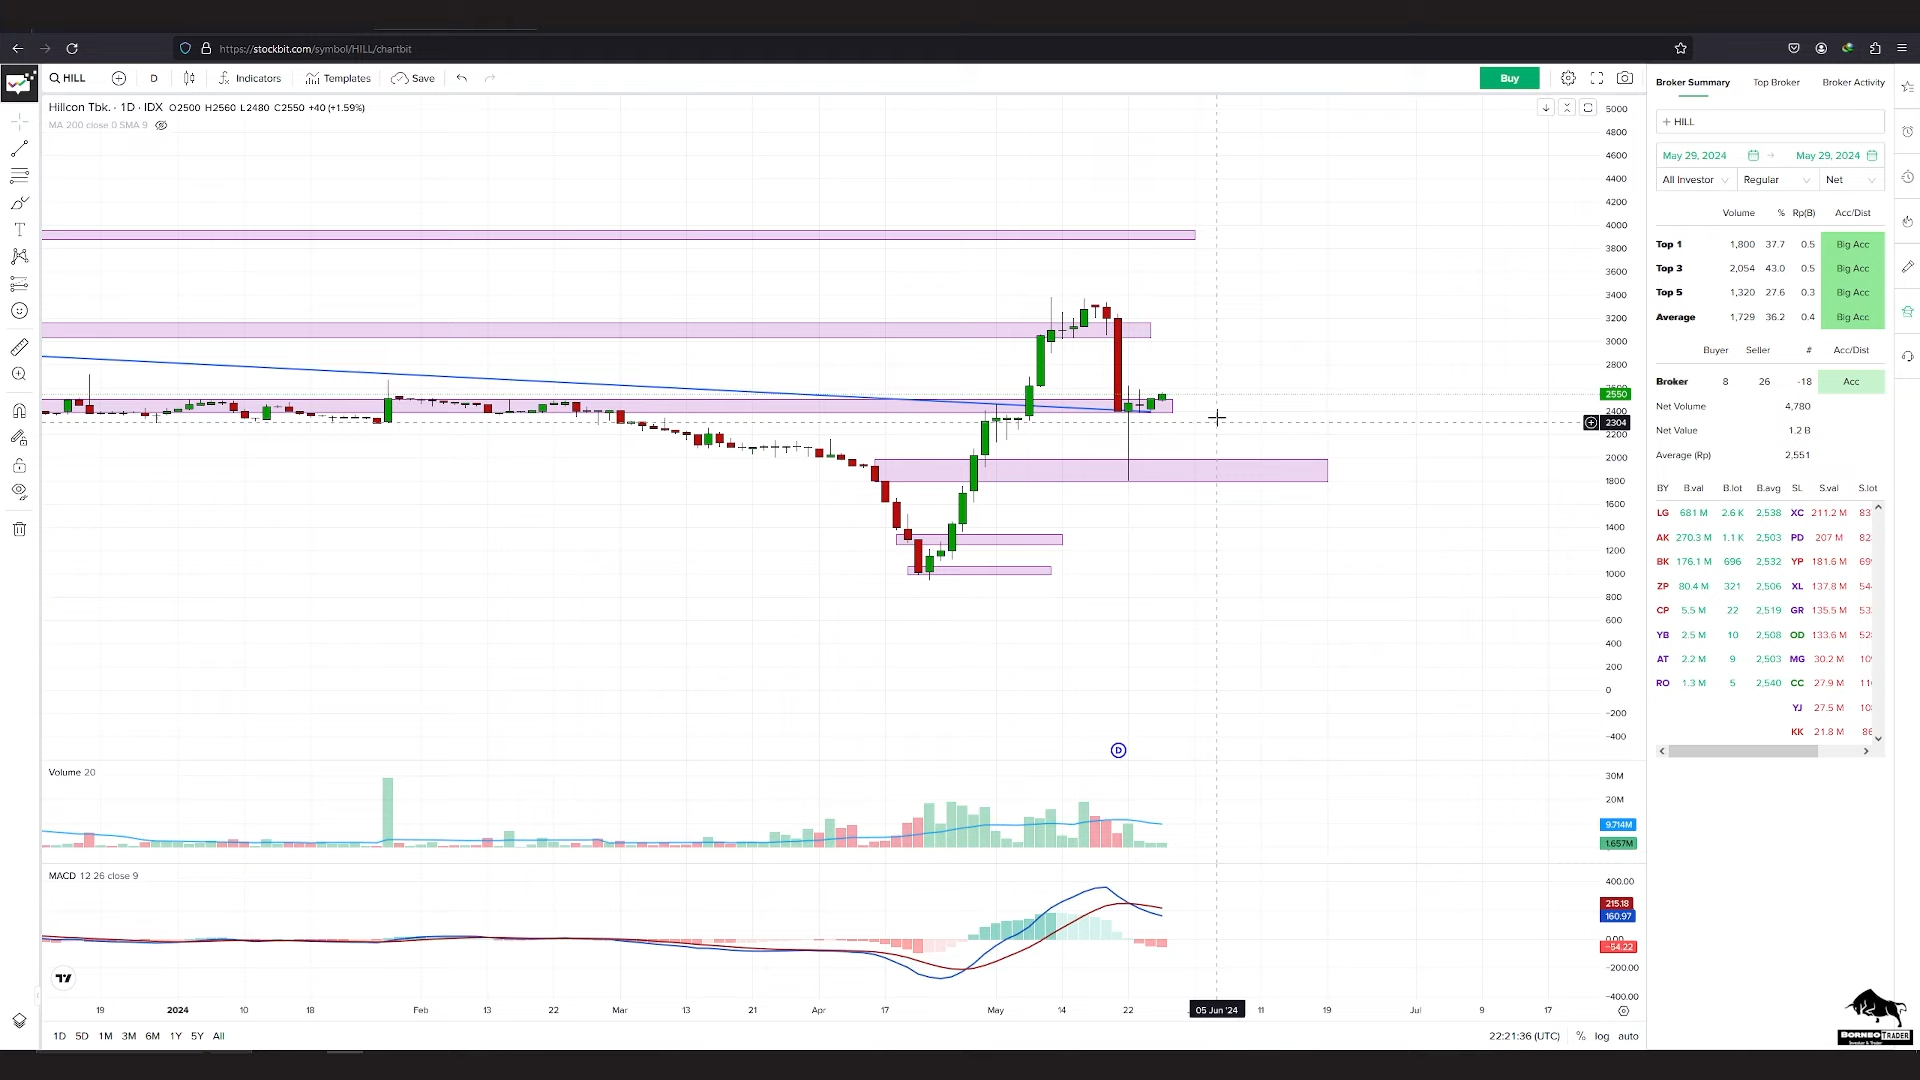 https://stockbit.com/symbol/HILL/chartbit
HILL D Indicators Templates Save Buy
Hillcon Tbk. · 1D · IDX O2500 H2560 L2480 C2550 +40 (+1.59%)
MA 200 close 0 SMA 9
5000
4800
4600
4400
4200
4000
3800
3600
3400
3200
3000
2800
2550
2400
2304
2200
2000
1800
1600
1400
1200
1000
800
600
400
200
0
−200
−400
D
Volume 20
30M
20M
9.714M
1.657M
MACD 12 26 close 9
400.00
215.18
160.97
0.00
−54.22
−200.00
−400.00
19 2024 10 18 Feb 13 22 Mar 13 21 Apr 17 May 14 22 05 Jun '24 11 19 Jul 9 17
1D 5D 1M 3M 6M 1Y 5Y All 22:21:36 (UTC) % log auto
Broker Summary Top Broker Broker Activity
+ HILL
May 29, 2024 → May 29, 2024
All Investor Regular Net
Volume % Rp(B) Acc/Dist
Top 1 1,800 37.7 0.5 Big Acc
Top 3 2,054 43.0 0.5 Big Acc
Top 5 1,320 27.6 0.3 Big Acc
Average 1,729 36.2 0.4 Big Acc
Buyer Seller # Acc/Dist
Broker 8 26 -18 Acc
Net Volume 4,780
Net Value 1.2 B
Average (Rp) 2,551
BY B.val B.lot B.avg SL S.val S.lot
LG 681 M 2.6 K 2,538 XC 211.2 M 83
AK 270.3 M 1.1 K 2,503 PD 207 M 82
BK 176.1 M 696 2,532 YP 181.6 M 69
ZP 80.4 M 321 2,506 XL 137.8 M 54
CP 5.5 M 22 2,519 GR 135.5 M 53
YB 2.5 M 10 2,508 OD 133.6 M 52
AT 2.2 M 9 2,503 MG 30.2 M 10
RO 1.3 M 5 2,540 CC 27.9 M 11
YJ 27.5 M 10
KK 21.8 M 86
BORNEO TRADER
Investor & Trader